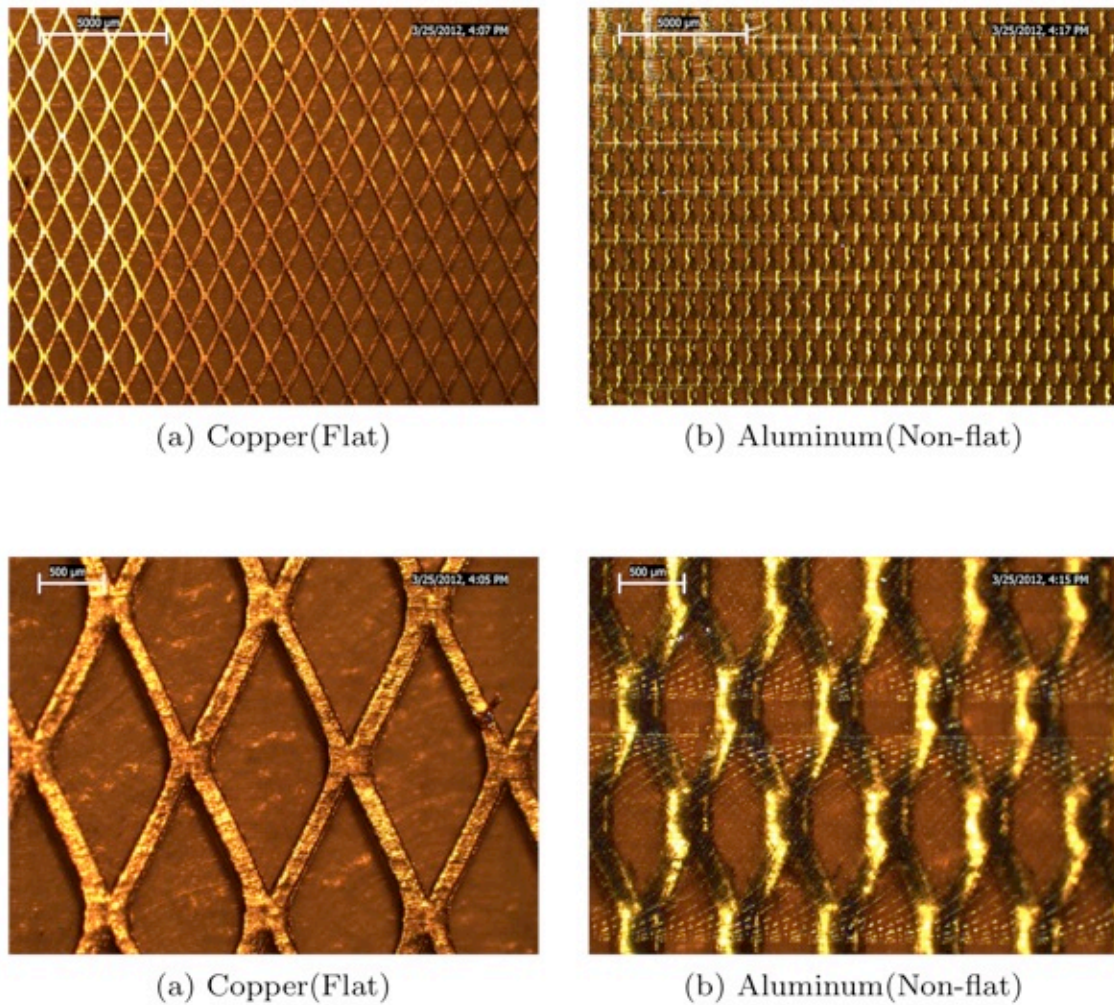 5000 µm
3/25/2012, 4:07 PM
5000 µm
3/25/2012, 4:17 PM
(a) Copper(Flat)
(b) Aluminum(Non-flat)
500 µm
3/25/2012, 4:05 PM
500 µm
3/25/2012, 4:15 PM
(a) Copper(Flat)
(b) Aluminum(Non-flat)